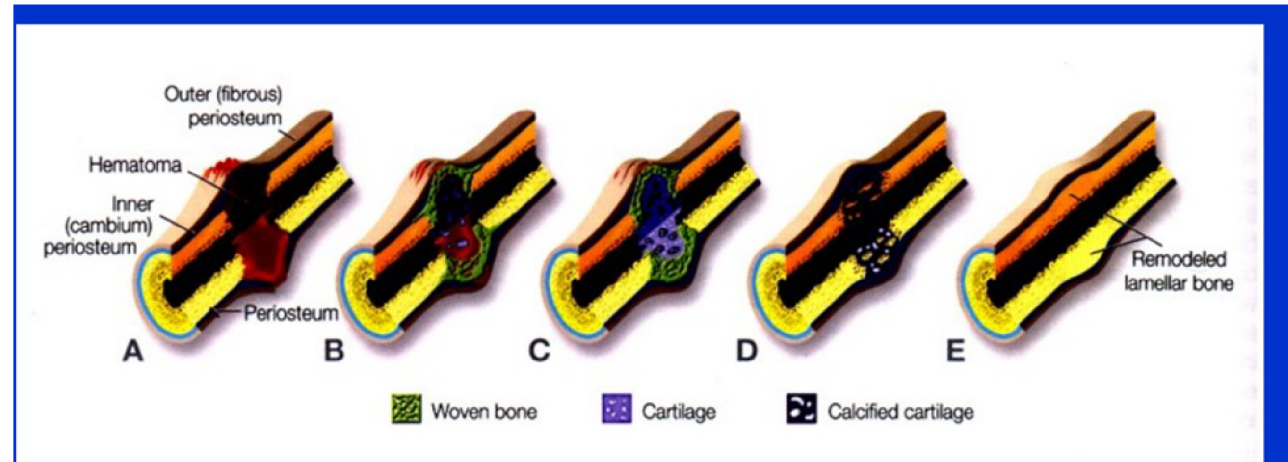 Outer (fibrous)
periosteum
Hematoma
Inner
(cambium)
periosteum
Periosteum
Remodeled
lamellar bone
A
B
C
D
E
Woven bone
Cartilage
Calcified cartilage